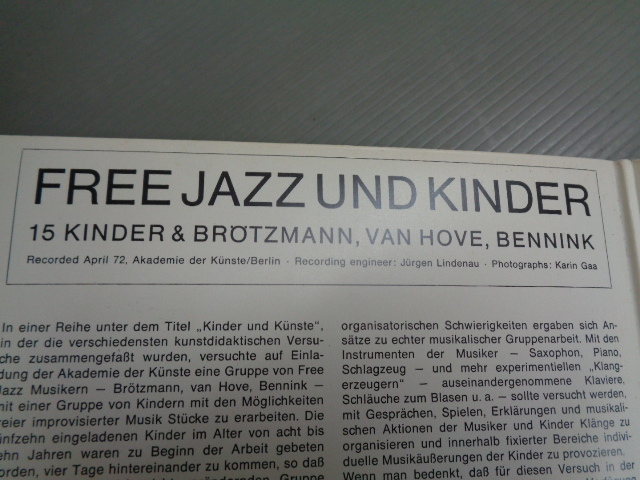 FREE JAZZ UND KINDER
15 KINDER & BRÖTZMANN, VAN HOVE, BENNINK
Recorded April 72, Akademie der Künste/Berlin · Recording engineer: Jürgen Lindenau · Photographs: Karin Gaa
In einer Reihe unter dem Titel „Kinder und Künste",
in der die verschiedensten kunstdidaktischen Versu-
che zusammengefaßt wurden, versuchte auf Einla-
dung der Akademie der Künste eine Gruppe von Free
Jazz Musikern – Brötzmann, van Hove, Bennink –
mit einer Gruppe von Kindern mit den Möglichkeiten
freier improvisierter Musik Stücke zu erarbeiten. Die
fünfzehn eingeladenen Kinder im Alter von acht bis
zehn Jahren waren zu Beginn der Arbeit gebeten
worden, vier Tage hintereinander zu kommen, so daß
organisatorischen Schwierigkeiten ergaben sich An-
sätze zu echter musikalischer Gruppenarbeit. Mit den
Instrumenten der Musiker – Saxophon, Piano,
Schlagzeug – und mehr experimentellen „Klang-
erzeugern" – auseinandergenommene Klaviere,
Schläuche zum Blasen u. a. – sollte versucht werden,
mit Gesprächen, Spielen, Erklärungen und musikali-
schen Aktionen der Musiker und Kinder Klänge zu
organisieren und innerhalb fixierter Bereiche indivi-
duelle Musikäußerungen der Kinder zu provozieren.
Wenn man bedenkt, daß für diesen Versuch in der